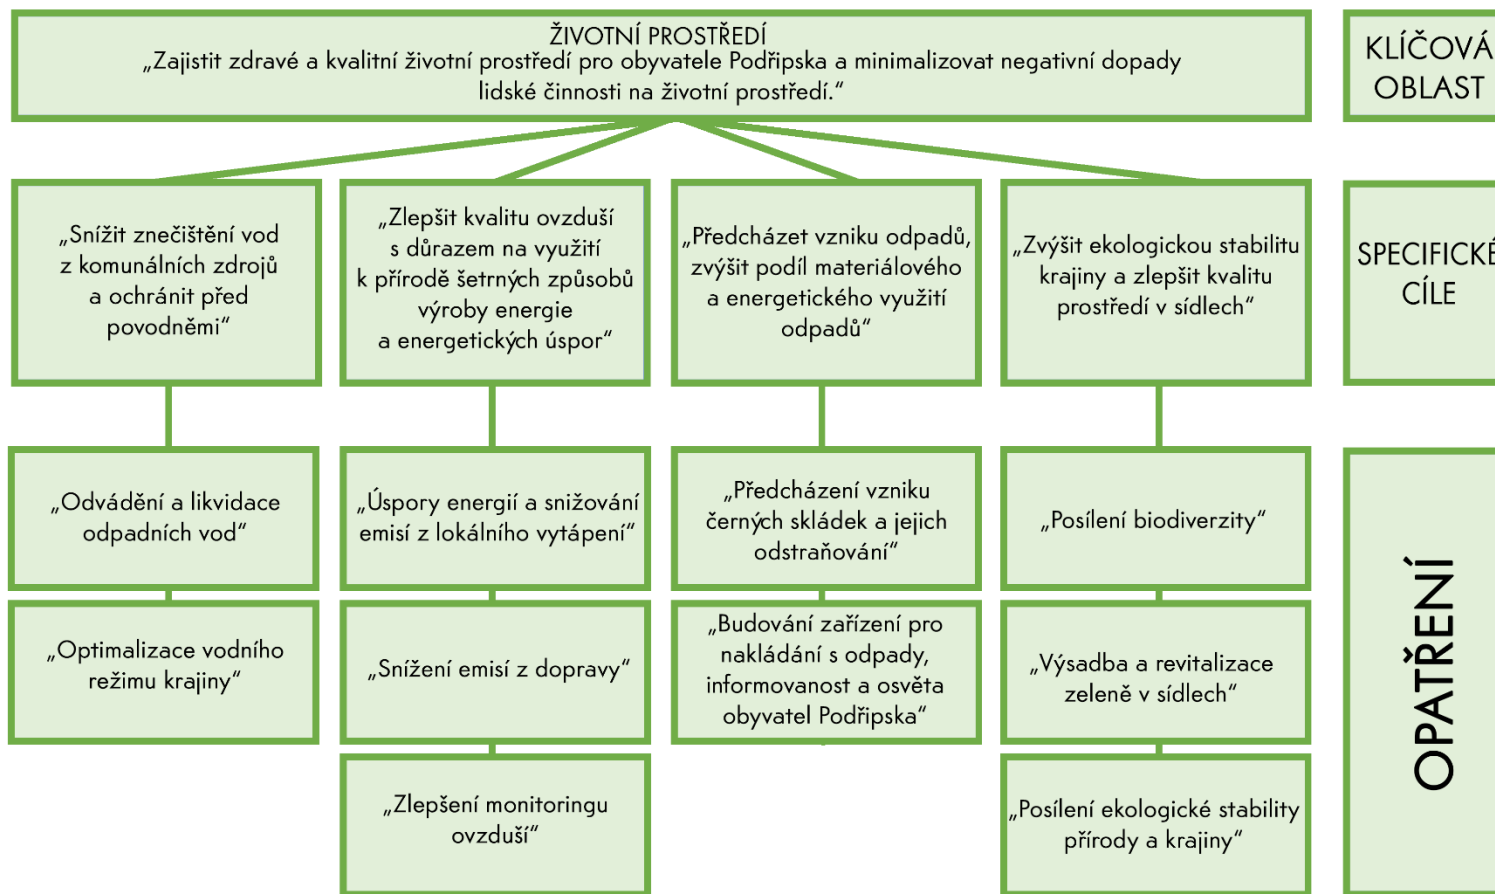 ŽIVOTNÍ PROSTŘEDÍ
„Zajistit zdravé a kvalitní životní prostředí pro obyvatele Podřipska a minimalizovat negativní dopady
lidské činnosti na životní prostředí.“
KLÍČOVÁ
OBLAST
„Snížit znečištění vod
z komunálních zdrojů
a ochránit před
povodněmi“
„Zlepšit kvalitu ovzduší
s důrazem na využití
k přírodě šetrných způsobů
výroby energie
a energetických úspor“
„Předcházet vzniku odpadů,
zvýšit podíl materiálového
a energetického využití
odpadů“
„Zvýšit ekologickou stabilitu
krajiny a zlepšit kvalitu
prostředí v sídlech“
SPECIFICKÉ
CÍLE
„Odvádění a likvidace
odpadních vod“
„Úspory energií a snižování
emisí z lokálního vytápění“
„Předcházení vzniku
černých skládek a jejich
odstraňování“
„Posílení biodiverzity“
OPATŘENÍ
„Optimalizace vodního
režimu krajiny“
„Snížení emisí z dopravy“
„Budování zařízení pro
nakládání s odpady,
informovanost a osvěta
obyvatel Podřipska“
„Výsadba a revitalizace
zeleně v sídlech“
„Zlepšení monitoringu
ovzduší“
„Posílení ekologické stability
přírody a krajiny“